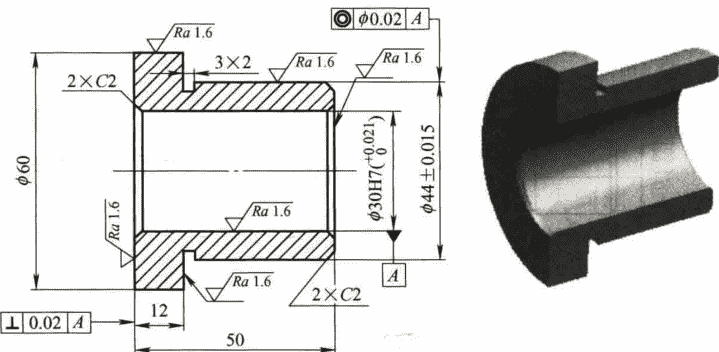 Ra 1.6
◎ φ0.02 A
3×2
Ra 1.6
Ra 1.6
2×C2
φ60
φ30H7(+0.021 0)
φ44±0.015
Ra 1.6
Ra 1.6
A
Ra 1.6
2×C2
⊥ 0.02 A
12
50